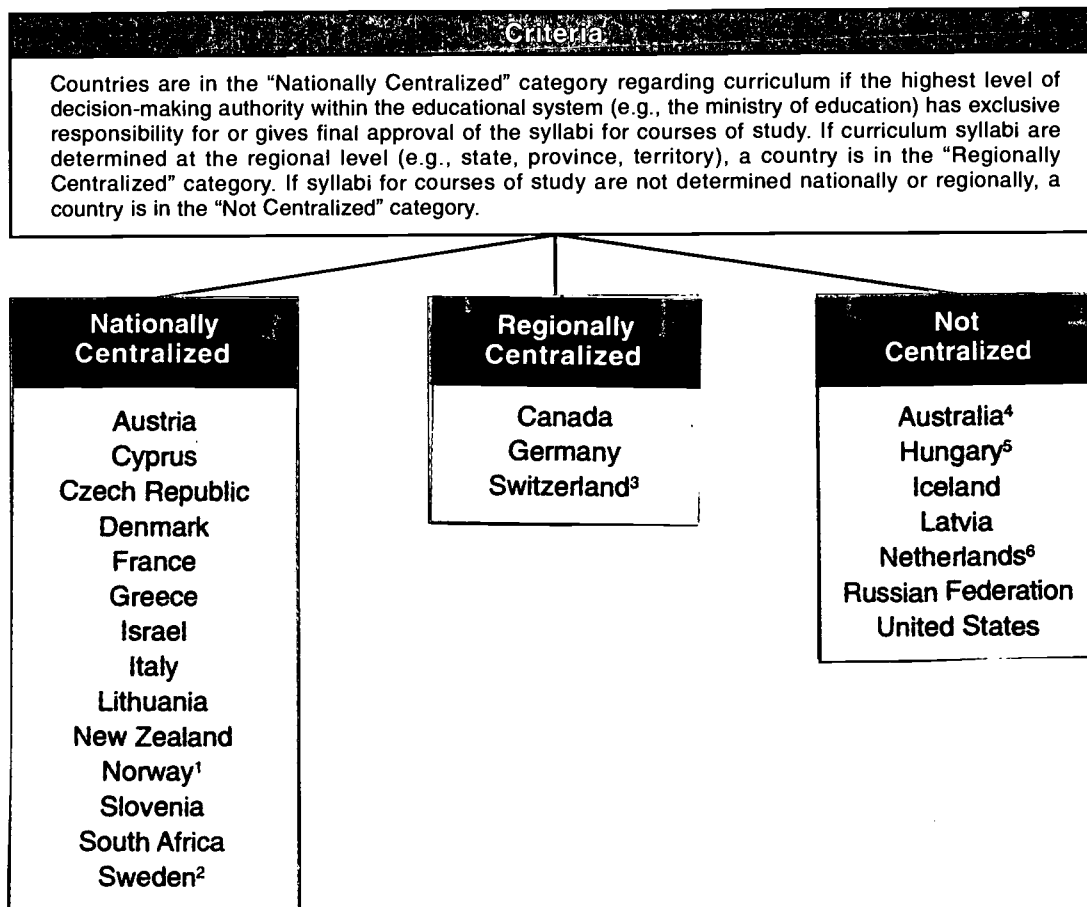 Criteria
Countries are in the “Nationally Centralized” category regarding curriculum if the highest level of
decision-making authority within the educational system (e.g., the ministry of education) has exclusive
responsibility for or gives final approval of the syllabi for courses of study. If curriculum syllabi are
determined at the regional level (e.g., state, province, territory), a country is in the “Regionally
Centralized” category. If syllabi for courses of study are not determined nationally or regionally, a
country is in the “Not Centralized” category.
Nationally
Centralized
Austria
Cyprus
Czech Republic
Denmark
France
Greece
Israel
Italy
Lithuania
New Zealand
Norway¹
Slovenia
South Africa
Sweden²
Regionally
Centralized
Canada
Germany
Switzerland³
Not
Centralized
Australia⁴
Hungary⁵
Iceland
Latvia
Netherlands⁶
Russian Federation
United States